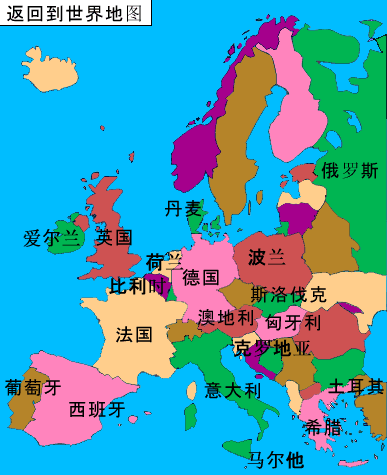 返回到世界地图
俄罗斯
丹麦
爱尔兰
英国
荷兰
波兰
比利时
德国
斯洛伐克
澳地利
匈牙利
法国
克罗地亚
葡萄牙
西班牙
意大利
土耳其
希腊
马尔他